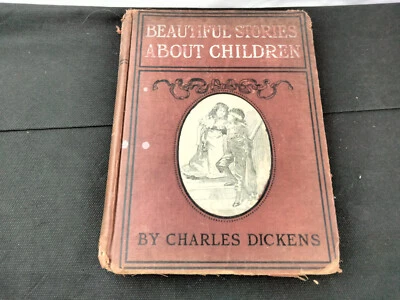 BEAUTIFUL STORIES
ABOUT CHILDREN
BY CHARLES DICKENS